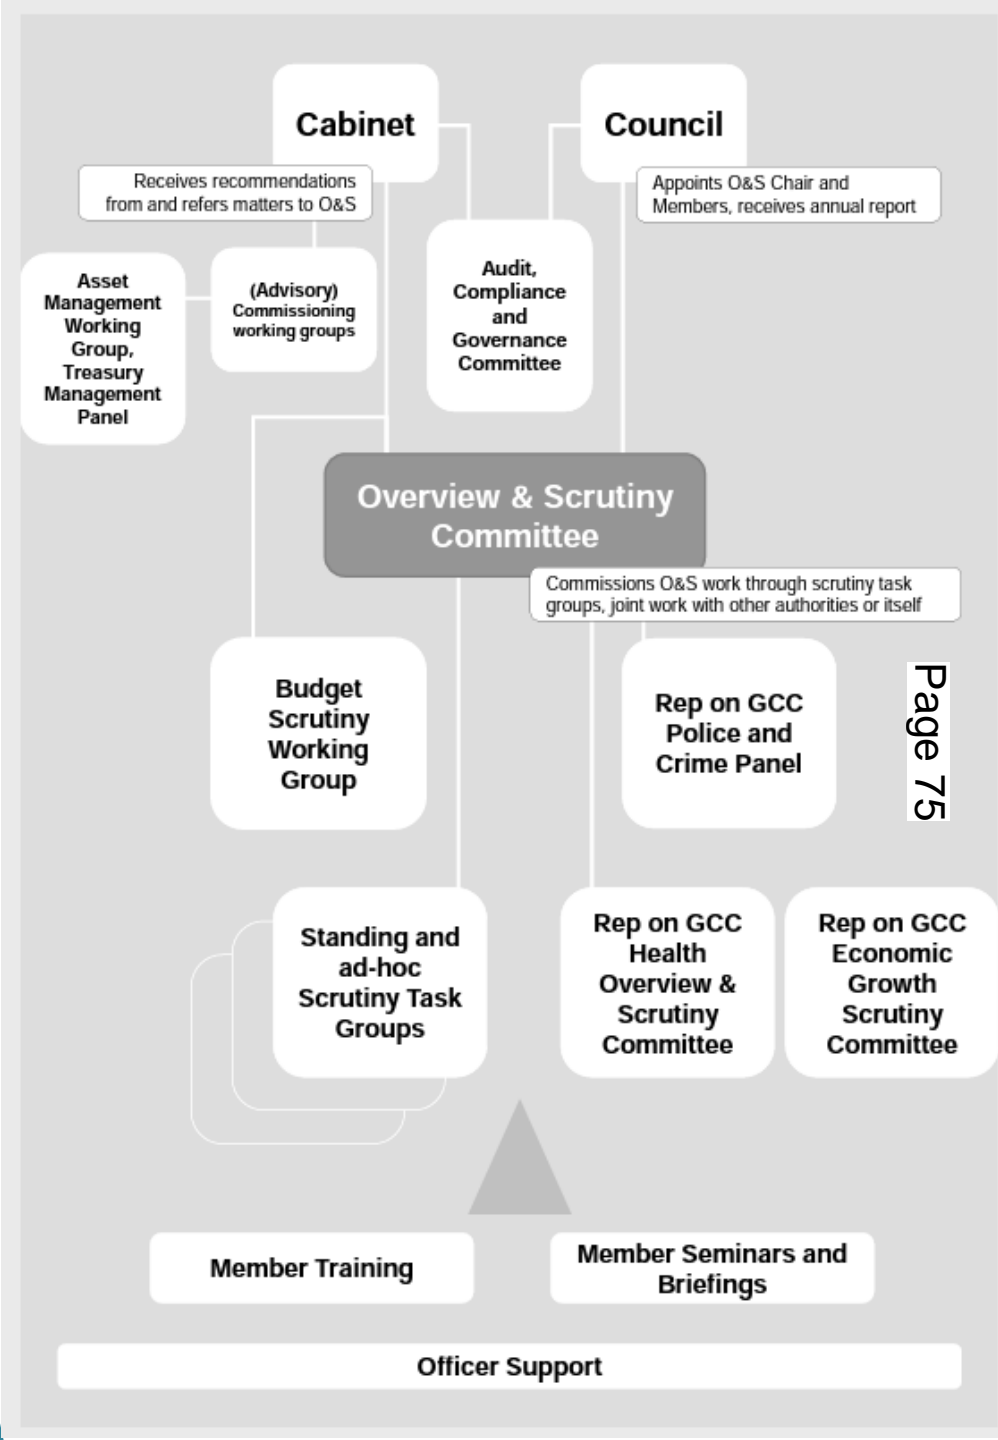 Cabinet
Council
Receives recommendations
from and refers matters to O&S
Appoints O&S Chair and
Members, receives annual report
Asset
Management
Working
Group,
Treasury
Management
Panel
(Advisory)
Commissioning
working groups
Audit,
Compliance
and
Governance
Committee
Overview & Scrutiny
Committee
Commissions O&S work through scrutiny task
groups, joint work with other authorities or itself
Budget
Scrutiny
Working
Group
Rep on GCC
Police and
Crime Panel
Page 75
Standing and
ad-hoc
Scrutiny Task
Groups
Rep on GCC
Health
Overview &
Scrutiny
Committee
Rep on GCC
Economic
Growth
Scrutiny
Committee
Member Training
Member Seminars and
Briefings
Officer Support